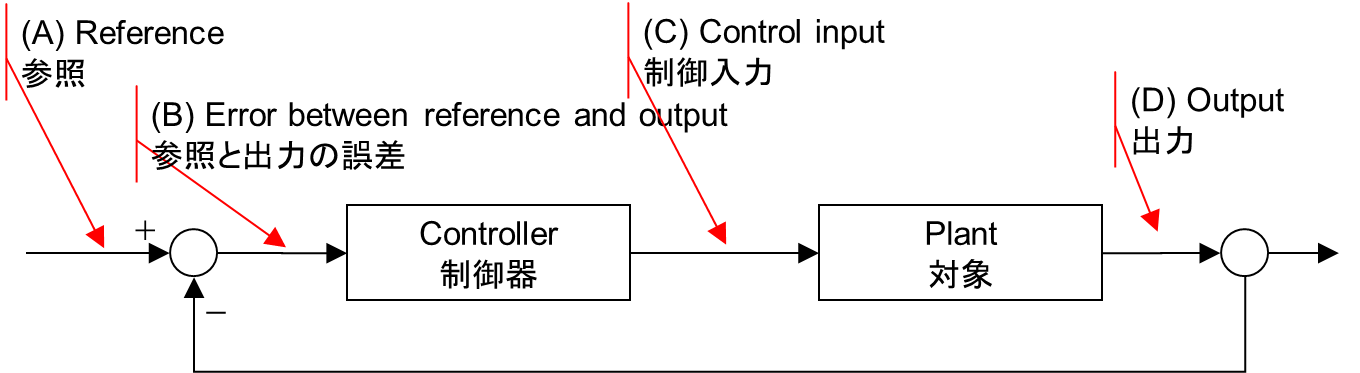 (A) Reference
参照
(B) Error between reference and output
参照と出力の誤差
(C) Control input
制御入力
(D) Output
出力
+
Controller
制御器
Plant
対象
−